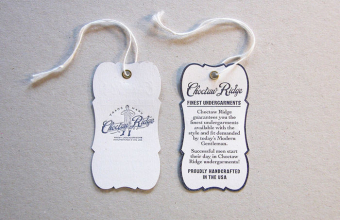 TRADE MARK
Choctaw Ridge
Choctaw Ridge
FINEST UNDERGARMENTS
Choctaw Ridge
guarantees you the
finest undergarments
available with the
style and fit demanded
by today's Modern
Gentleman.
Successful men start
their day in Choctaw
Ridge undergarments!
PROUDLY HANDCRAFTED
IN THE USA